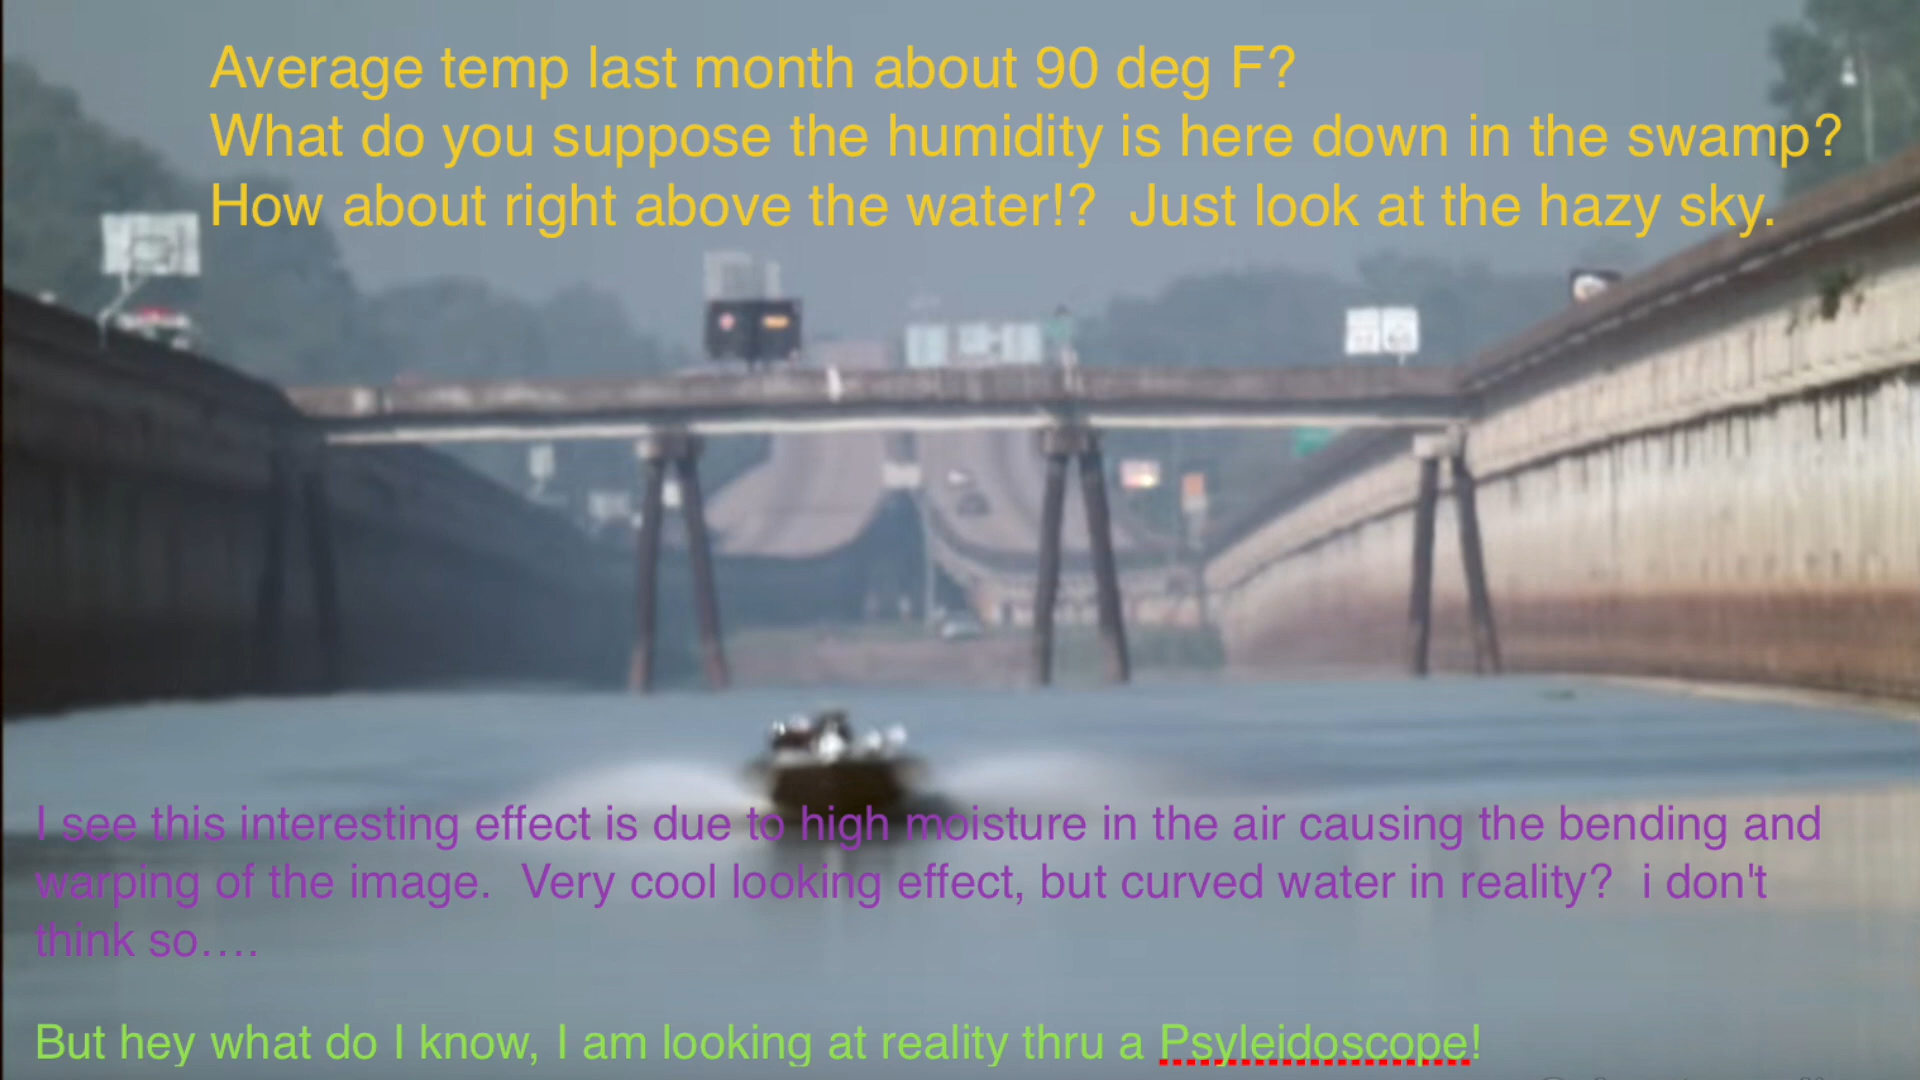 Average temp last month about 90 deg F?
What do you suppose the humidity is here down in the swamp?
How about right above the water!?  Just look at the hazy sky.
I see this interesting effect is due to high moisture in the air causing the bending and
warping of the image.  Very cool looking effect, but curved water in reality?  i don't
think so….
But hey what do I know, I am looking at reality thru a Psyleidoscope!